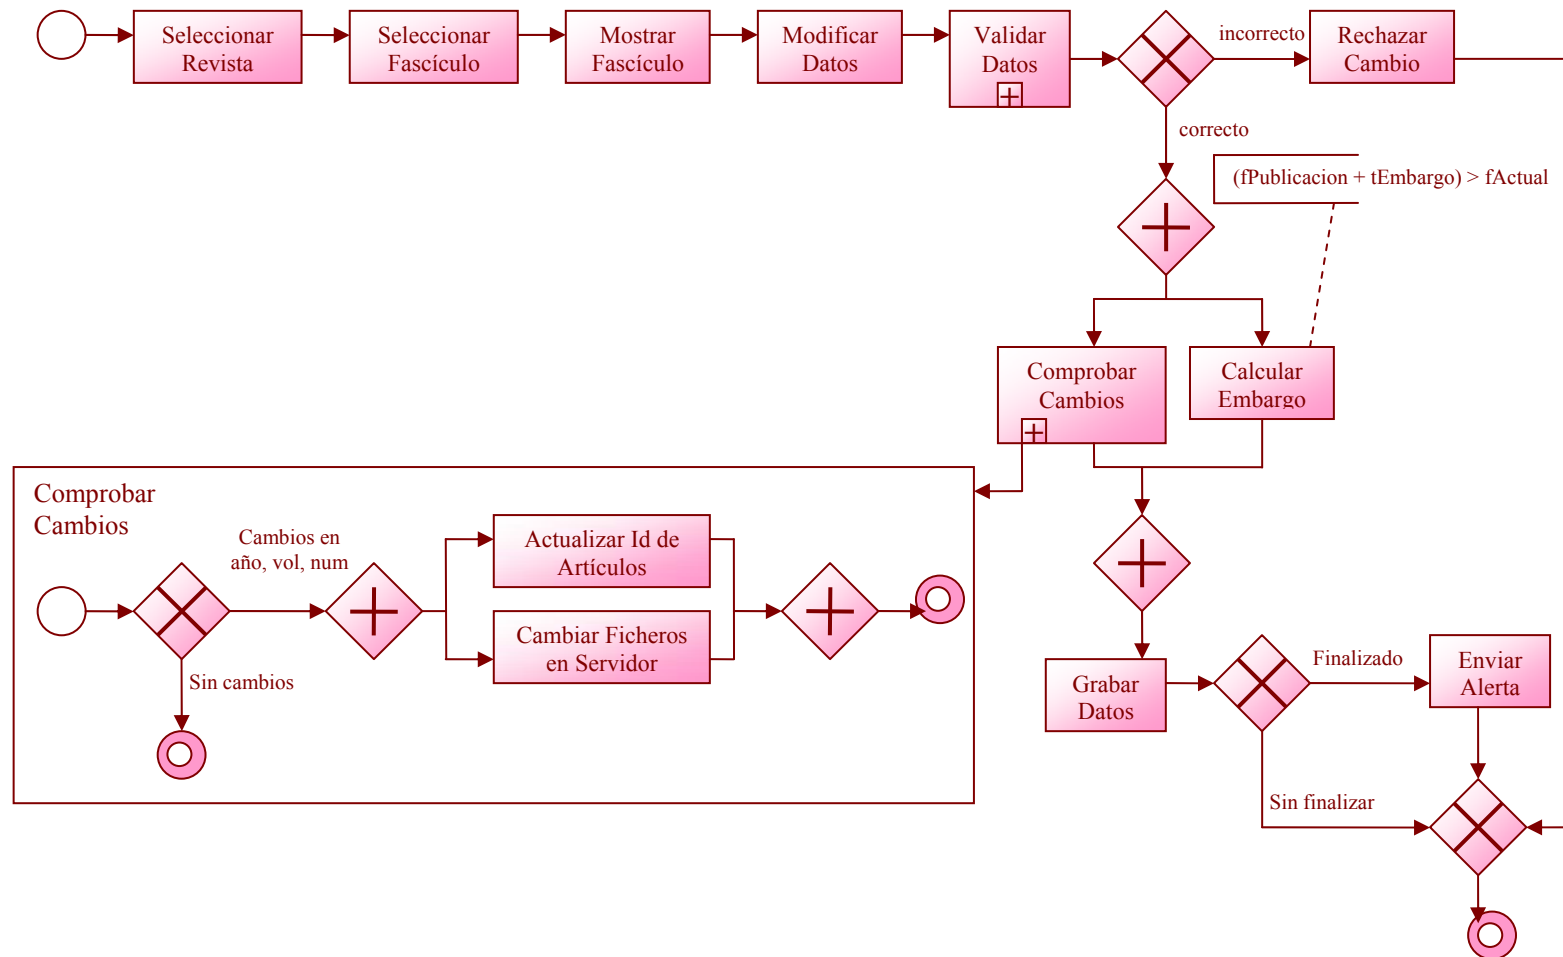 Seleccionar
Revista
Seleccionar
Fascículo
Mostrar
Fascículo
Modificar
Datos
Validar
Datos
incorrecto
Rechazar
Cambio
correcto
(fPublicacion + tEmbargo) > fActual
Comprobar
Cambios
Calcular
Embargo
Comprobar
Cambios
Cambios en
año, vol, num
Actualizar Id de
Artículos
Cambiar Ficheros
en Servidor
Sin cambios
Grabar
Datos
Finalizado
Enviar
Alerta
Sin finalizar